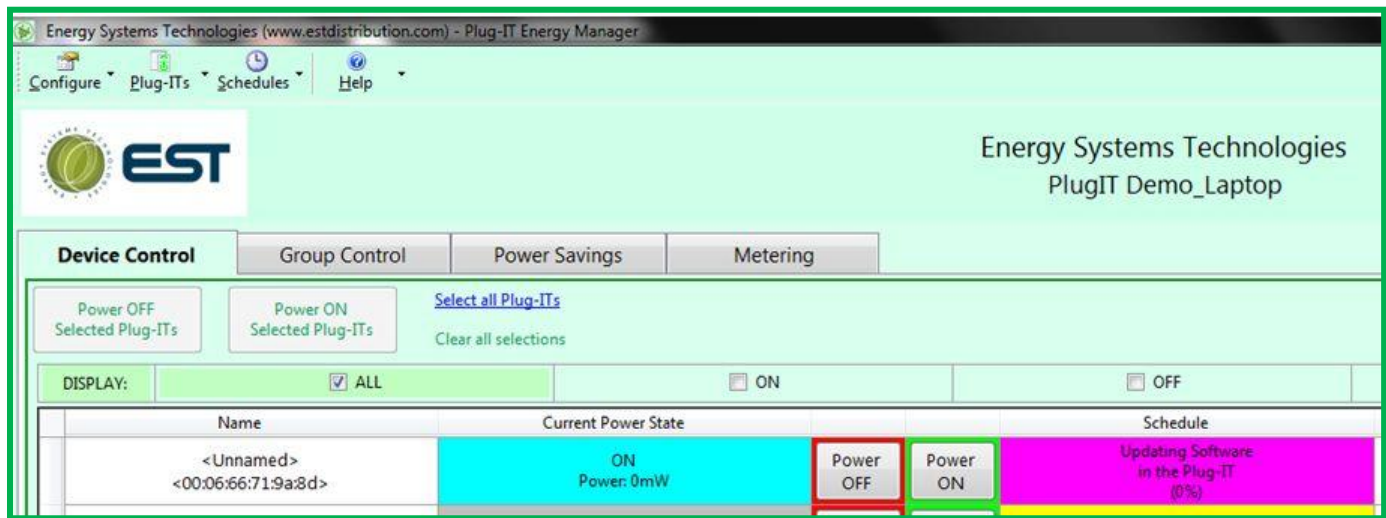 Energy Systems Technologies (www.estdistribution.com) - Plug-IT Energy Manager
Configure Plug-ITs Schedules Help
EST
Energy Systems Technologies
PlugIT Demo_Laptop
Device Control Group Control Power Savings Metering
Power OFF
Selected Plug-ITs
Power ON
Selected Plug-ITs
Select all Plug-ITs
Clear all selections
DISPLAY: ALL ON OFF
Name Current Power State Schedule
<Unnamed>
<00:06:66:71:9a:8d>
ON
Power: 0mW
Power
OFF
Power
ON
Updating Software
in the Plug-IT
(0%)